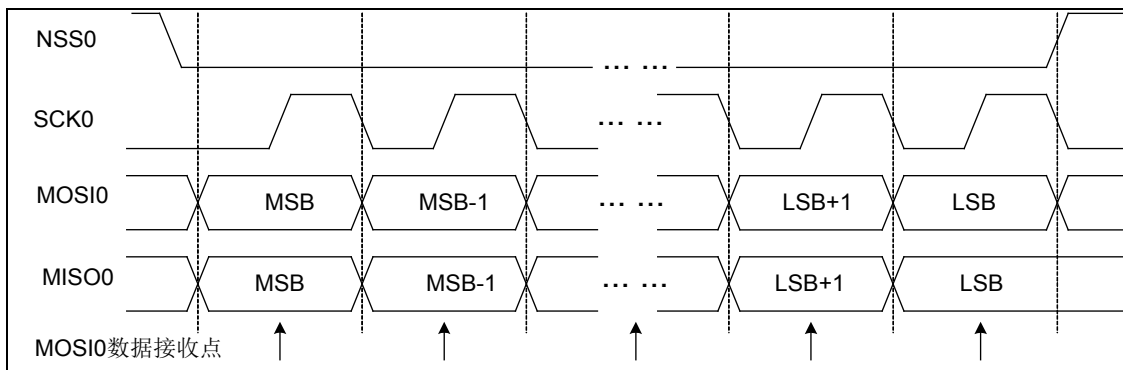 NSS0
... ...
SCK0
... ...
MOSI0 MSB MSB-1 ... ... LSB+1 LSB
MISO0 MSB MSB-1 ... ... LSB+1 LSB
MOSI0数据接收点